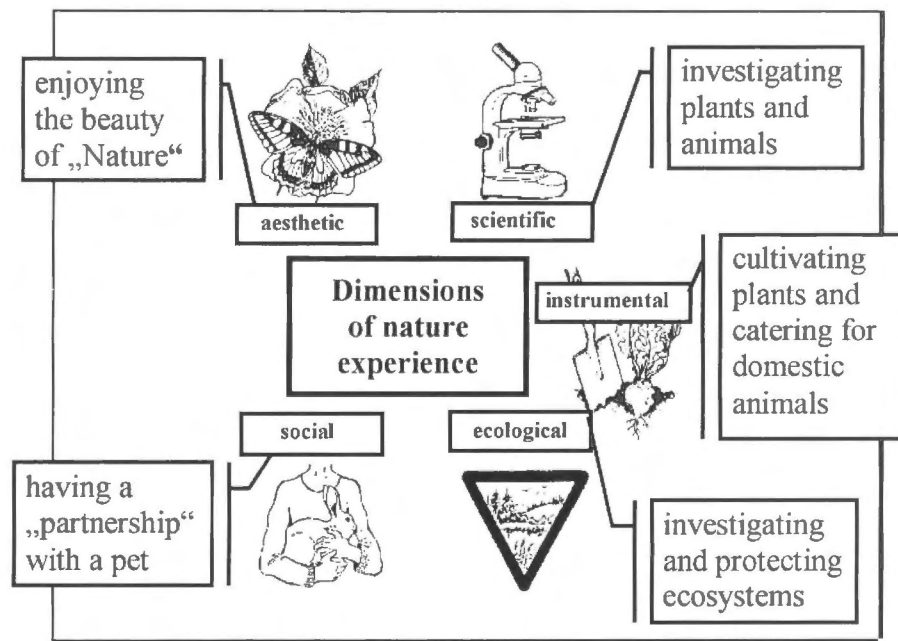 enjoying
the beauty
of „Nature“
aesthetic
scientific
investigating
plants and
animals
Dimensions
of nature
experience
instrumental
cultivating
plants and
catering for
domestic
animals
social
having a
„partnership“
with a pet
ecological
investigating
and protecting
ecosystems